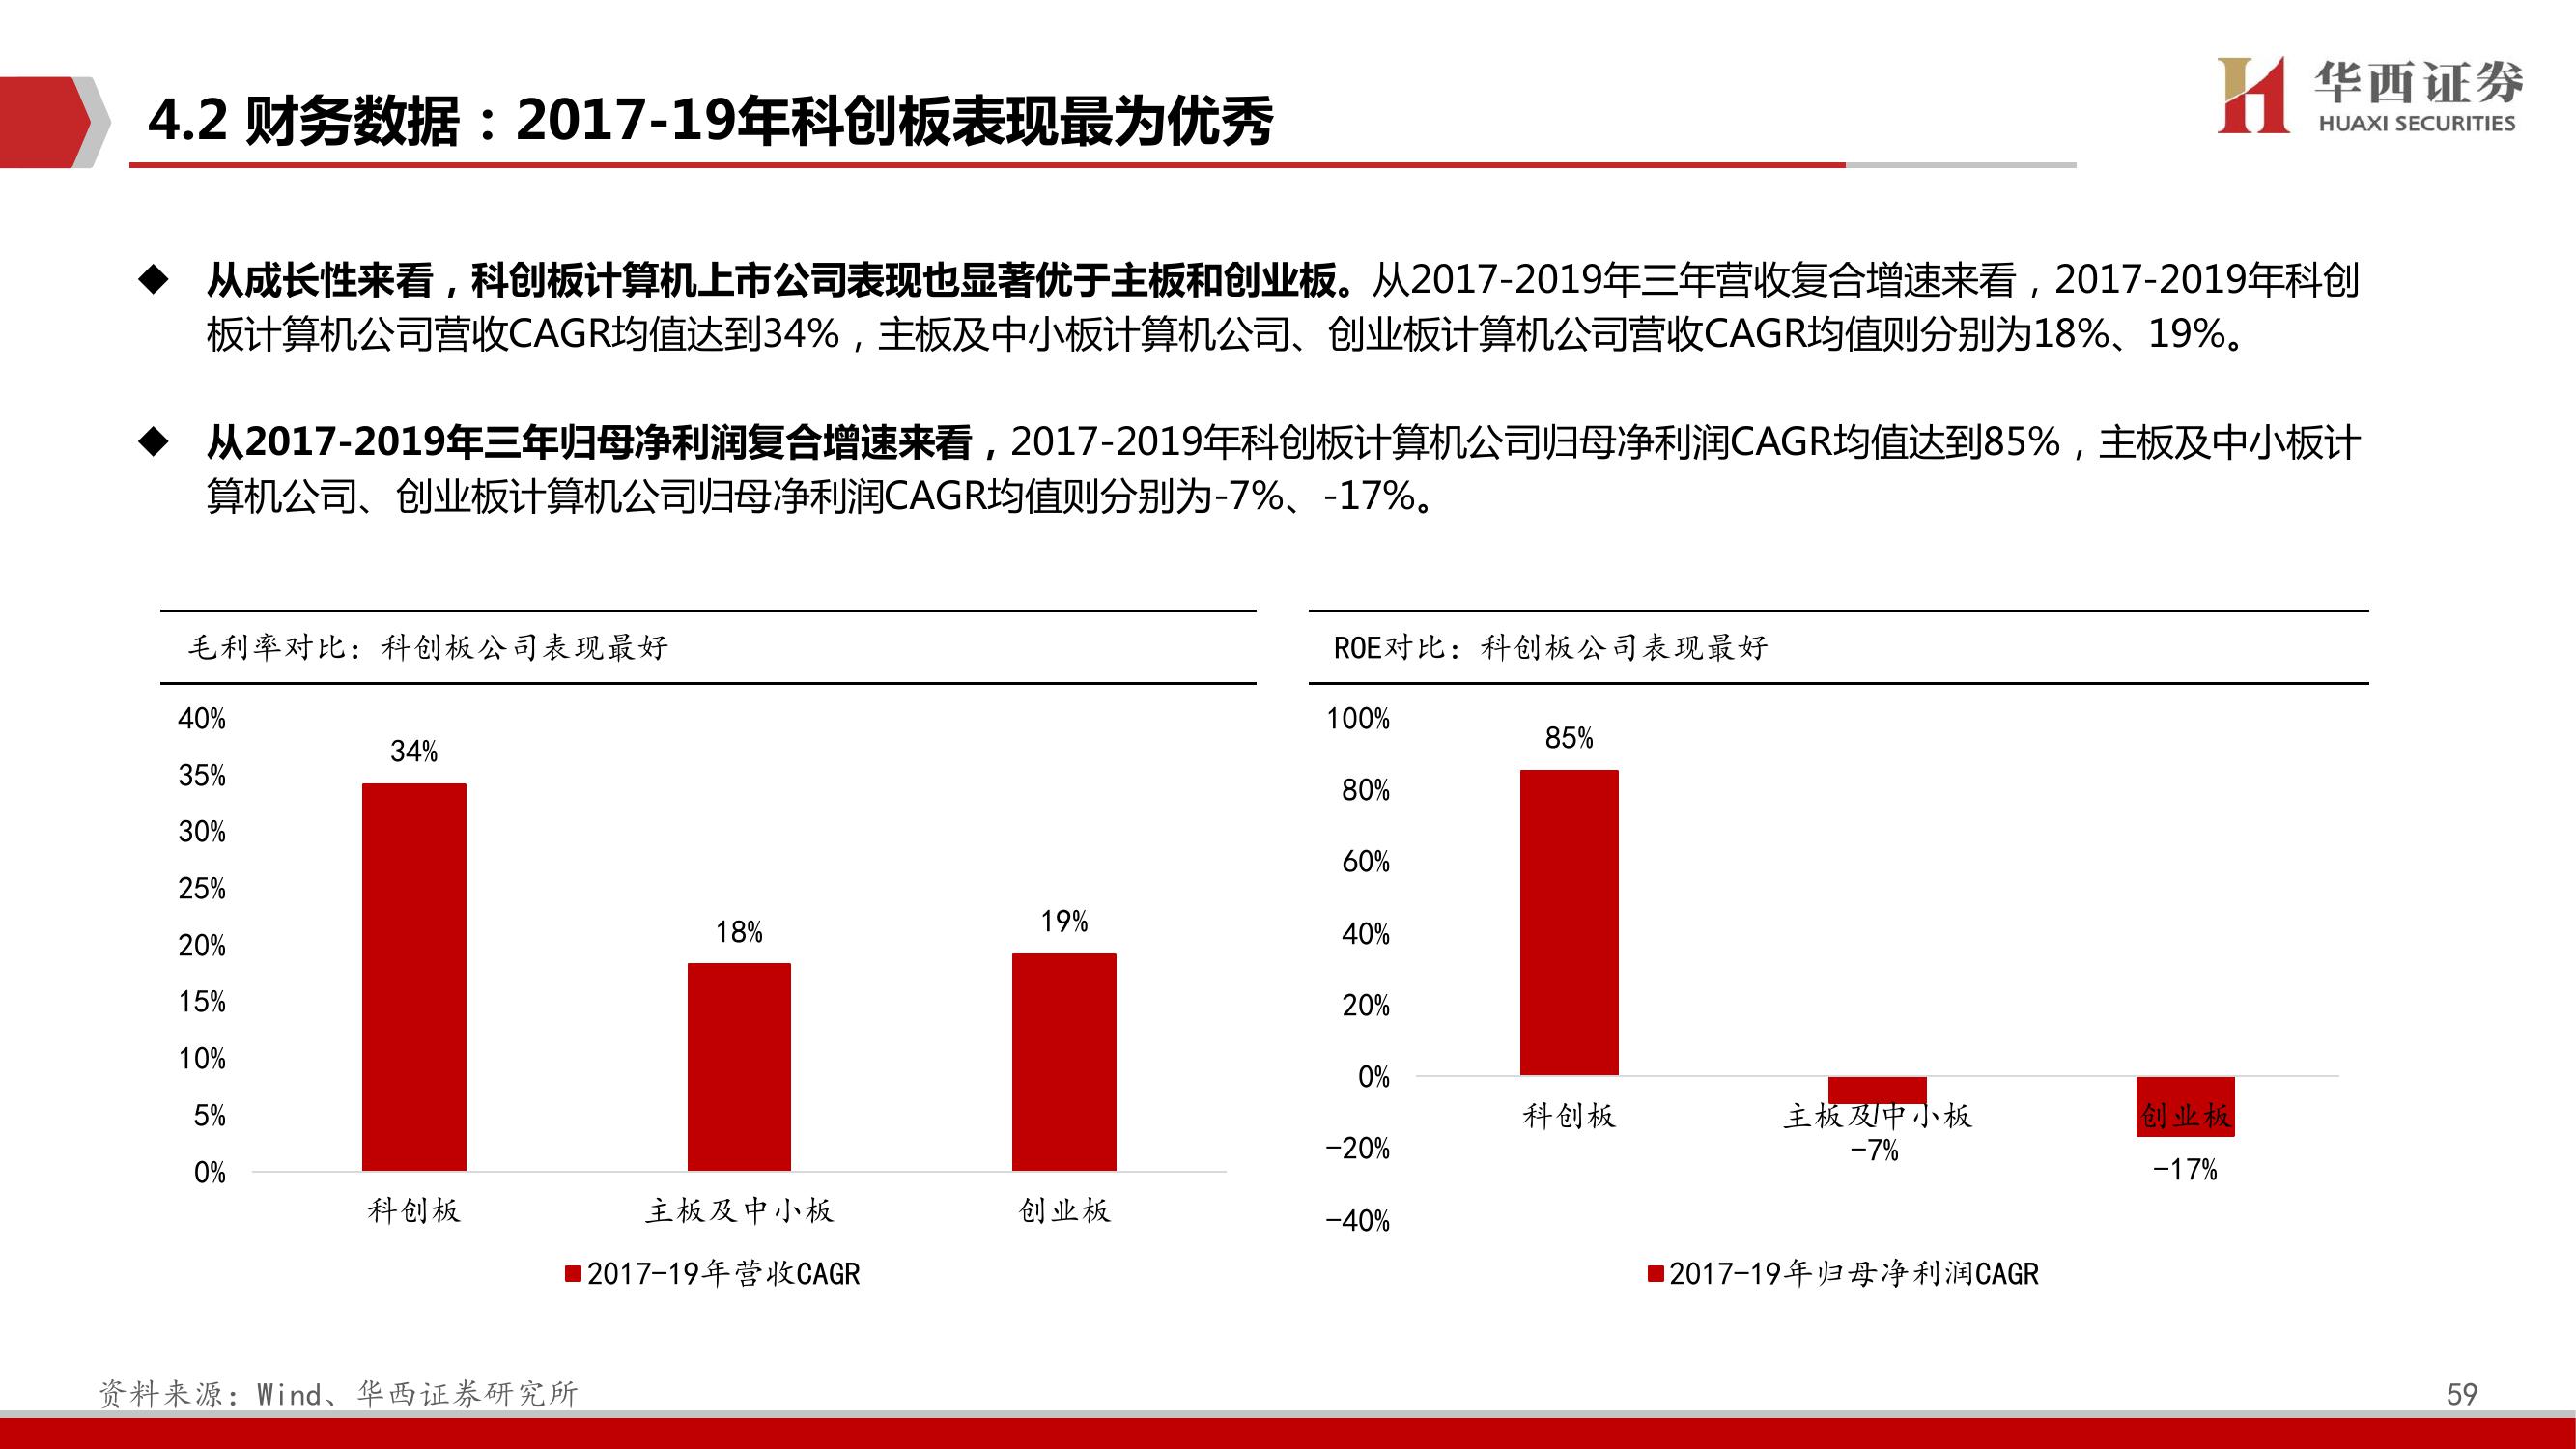 4.2 财务数据：2017-19年科创板表现最为优秀
华西证券
HUAXI SECURITIES
◆ 从成长性来看，科创板计算机上市公司表现也显著优于主板和创业板。从2017-2019年三年营收复合增速来看，2017-2019年科创
板计算机公司营收CAGR均值达到34%，主板及中小板计算机公司、创业板计算机公司营收CAGR均值则分别为18%、19%。
◆ 从2017-2019年三年归母净利润复合增速来看，2017-2019年科创板计算机公司归母净利润CAGR均值达到85%，主板及中小板计
算机公司、创业板计算机公司归母净利润CAGR均值则分别为-7%、-17%。
毛利率对比：科创板公司表现最好
40%
35%
30%
25%
20%
15%
10%
5%
0%
34%
18%
19%
科创板 主板及中小板 创业板
2017-19年营收CAGR
ROE对比：科创板公司表现最好
100%
80%
60%
40%
20%
0%
-20%
-40%
85%
科创板 主板及中小板 创业板
-7%
-17%
2017-19年归母净利润CAGR
资料来源：Wind、华西证券研究所
59